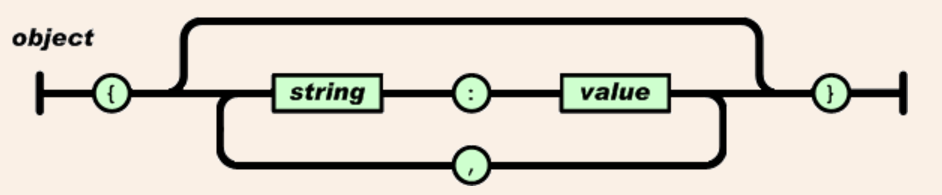 object
{ string : value }
,